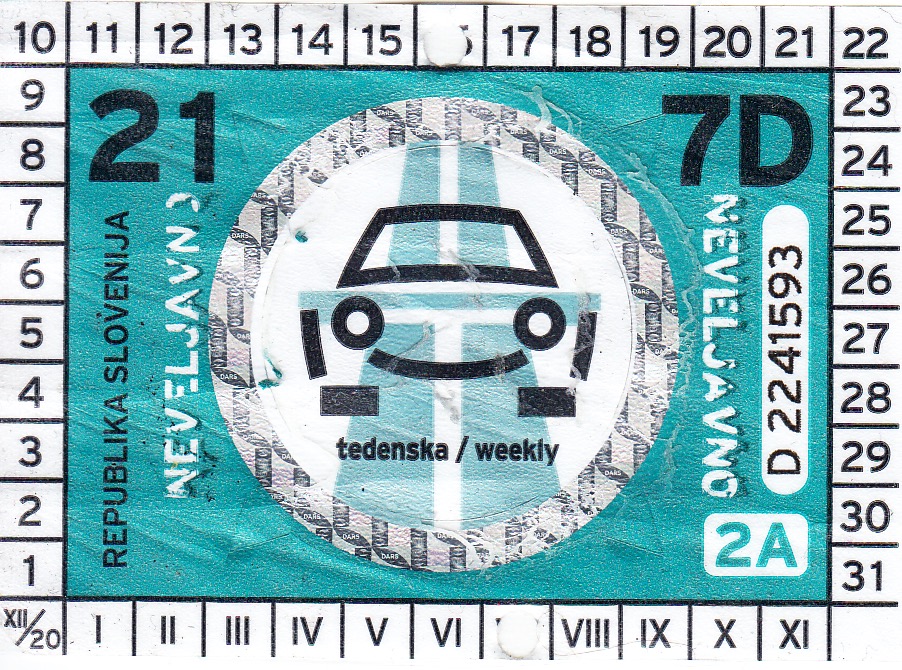 10 11 12 13 14 15 17 18 19 20 21 22
9
8
7
6
5
4
3
2
1
XII/20
I II III IV V VI VIII IX X XI
23
24
25
26
27
28
29
30
31
21
7D
REPUBLIKA SLOVENIJA
NEVELJAVNO
tedenska / weekly
NEVELJAVNO
D 2241593
2A
DARS